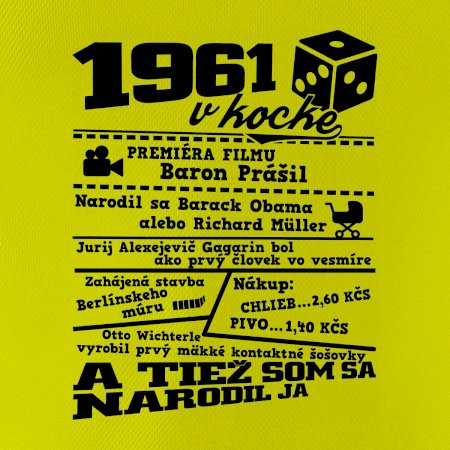 1961
v kocke
PREMIÉRA FILMU
Baron Prášil
Narodil sa Barack Obama
alebo Richard Müller
Jurij Alexejevič Gagarin bol
ako prvý človek vo vesmíre
Zahájená stavba
Berlínskeho
múru
Nákup:
CHLIEB...2,60 KČS
PIVO...1,40 KČS
Otto Wichterle
vyrobil prvý mäkké kontaktné šošovky
A TIEŽ SOM SA
NARODIL JA